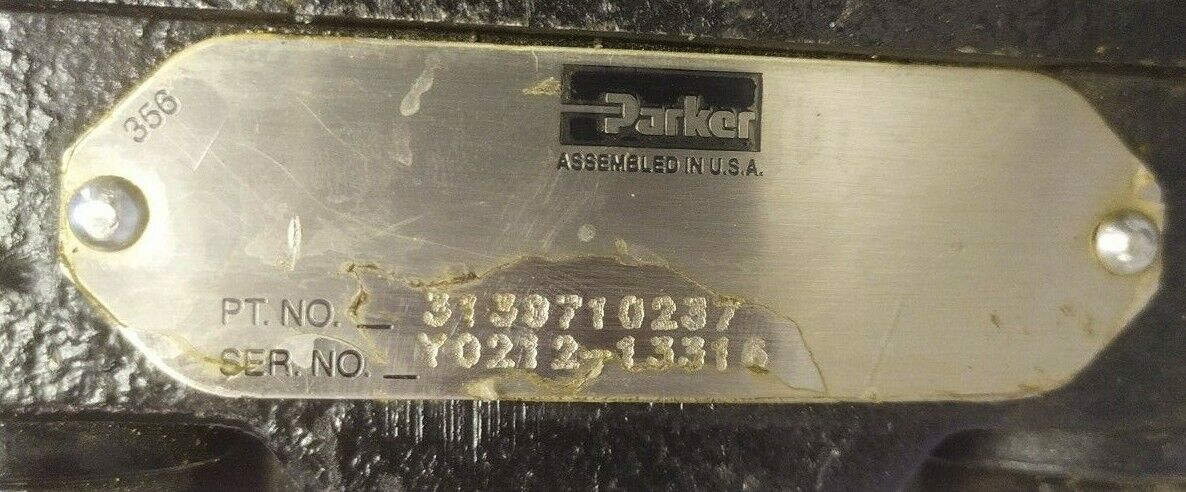 356
Parker
ASSEMBLED IN U.S.A.
PT. NO. _ 3139710237
SER. NO. _ Y0212-13316